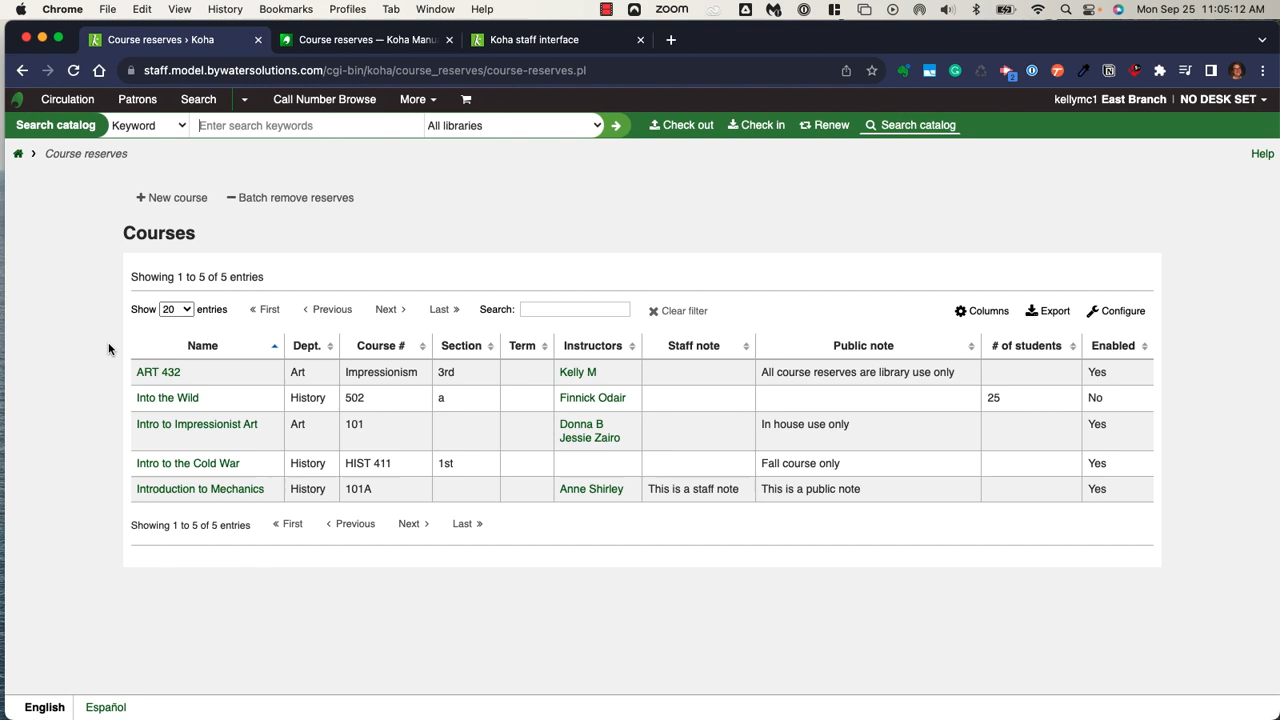 Chrome File Edit View History Bookmarks Profiles Tab Window Help zoom Mon Sep 25 11:05:12 AM
Course reserves › Koha Course reserves — Koha Manu Koha staff interface
staff.model.bywatersolutions.com/cgi-bin/koha/course_reserves/course-reserves.pl 2
Circulation Patrons Search Call Number Browse More kellymc1 East Branch | NO DESK SET
Search catalog Keyword Enter search keywords All libraries Check out Check in Renew Search catalog
Course reserves Help
New course Batch remove reserves
Courses
Showing 1 to 5 of 5 entries
Show 20 entries First Previous Next Last Search: Clear filter Columns Export Configure
Name Dept. Course # Section Term Instructors Staff note Public note # of students Enabled
ART 432 Art Impressionism 3rd Kelly M All course reserves are library use only Yes
Into the Wild History 502 a Finnick Odair 25 No
Intro to Impressionist Art Art 101 Donna B In house use only Yes
Jessie Zairo
Intro to the Cold War History HIST 411 1st Fall course only Yes
Introduction to Mechanics History 101A Anne Shirley This is a staff note This is a public note Yes
Showing 1 to 5 of 5 entries First Previous Next Last
English Español